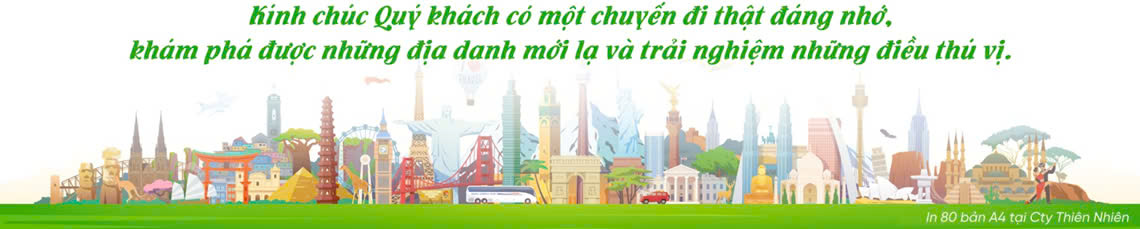 Kính chúc Quý khách có một chuyến đi thật đáng nhớ,
khám phá được những địa danh mới lạ và trải nghiệm những điều thú vị.
In 80 bản A4 tại Cty Thiên Nhiên